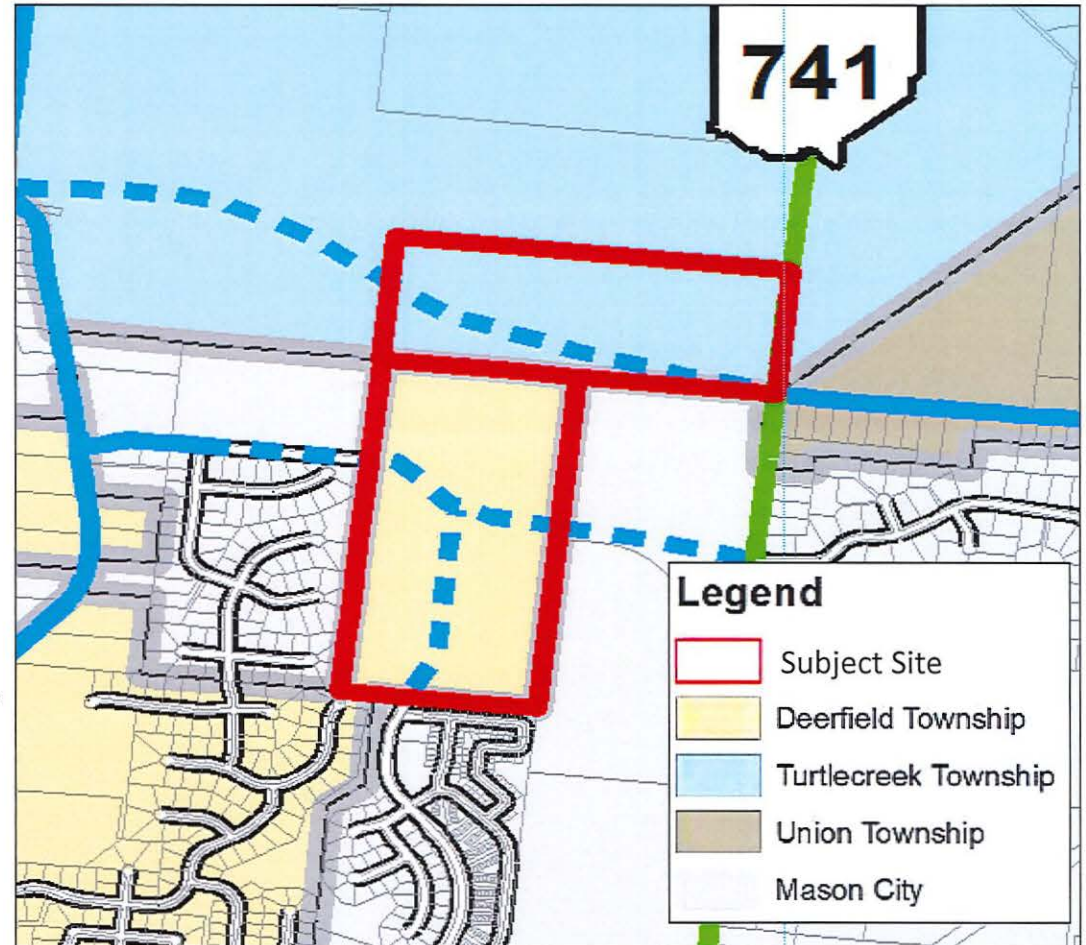 741
Legend
Subject Site
Deerfield Township
Turtlecreek Township
Union Township
Mason City